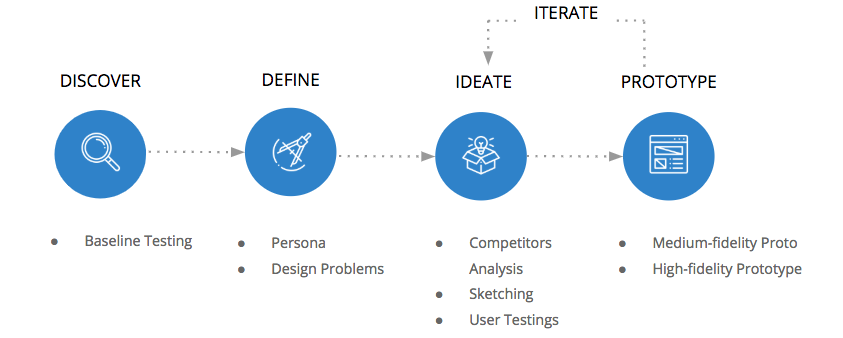 ITERATE
DISCOVER
DEFINE
IDEATE
PROTOTYPE
● Baseline Testing
● Persona
● Design Problems
● Competitors
Analysis
● Sketching
● User Testings
● Medium-fidelity Proto
● High-fidelity Prototype